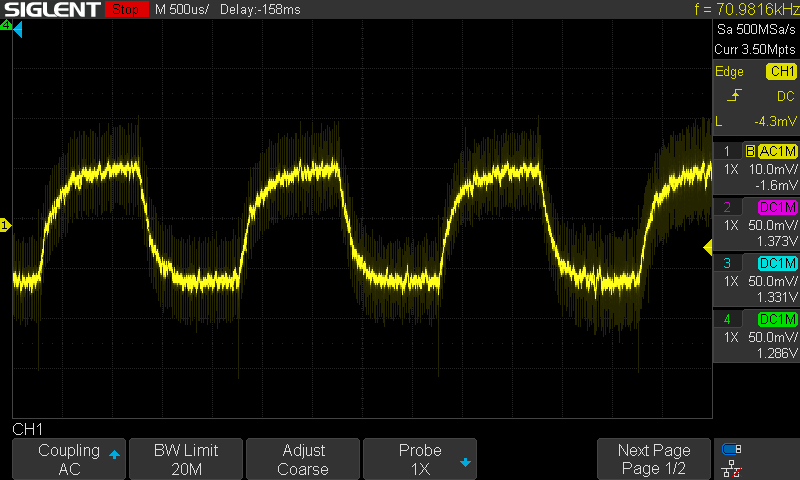 SIGLENT Stop M 500us/ Delay:-158ms f = 70.9816kHz
Sa 500MSa/s
Curr 3.50Mpts
Edge CH1
DC
L -4.3mV
1 B AC1M
1X 10.0mV/
-1.6mV
2 DC1M
1X 50.0mV/
1.373V
3 DC1M
1X 50.0mV/
1.331V
4 DC1M
1X 50.0mV/
1.286V
4
1
CH1
Coupling
AC
BW Limit
20M
Adjust
Coarse
Probe
1X
Next Page
Page 1/2